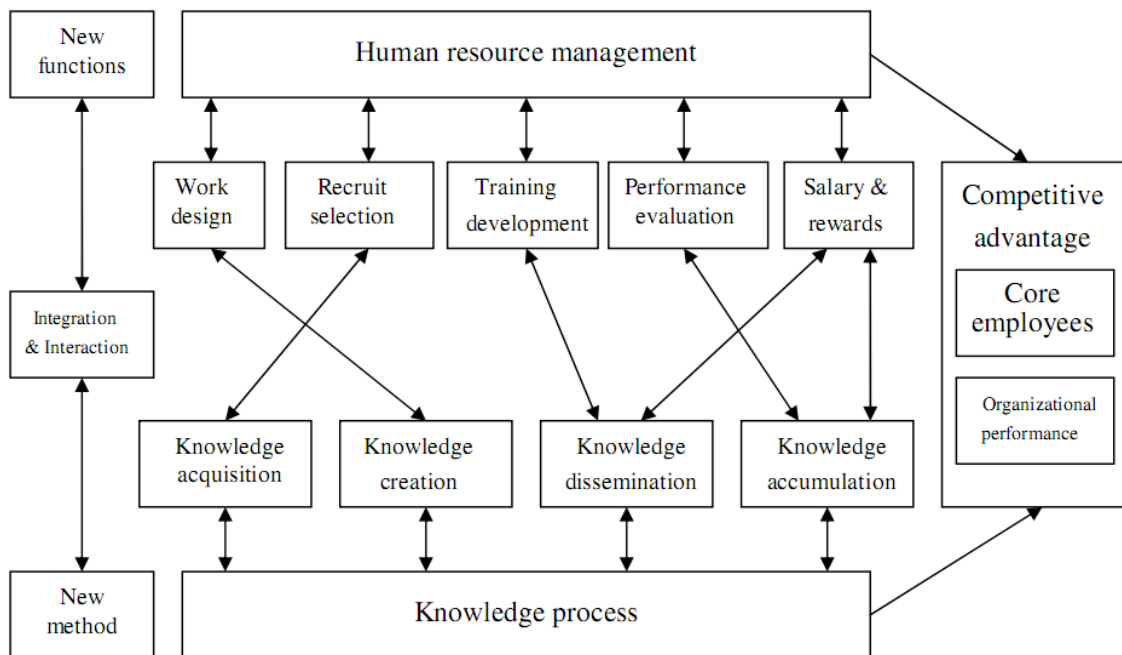 New
functions
Human resource management
Work
design
Recruit
selection
Training
development
Performance
evaluation
Salary &
rewards
Competitive
advantage
Core
employees
Organizational
performance
Integration
& Interaction
Knowledge
acquisition
Knowledge
creation
Knowledge
dissemination
Knowledge
accumulation
New
method
Knowledge process